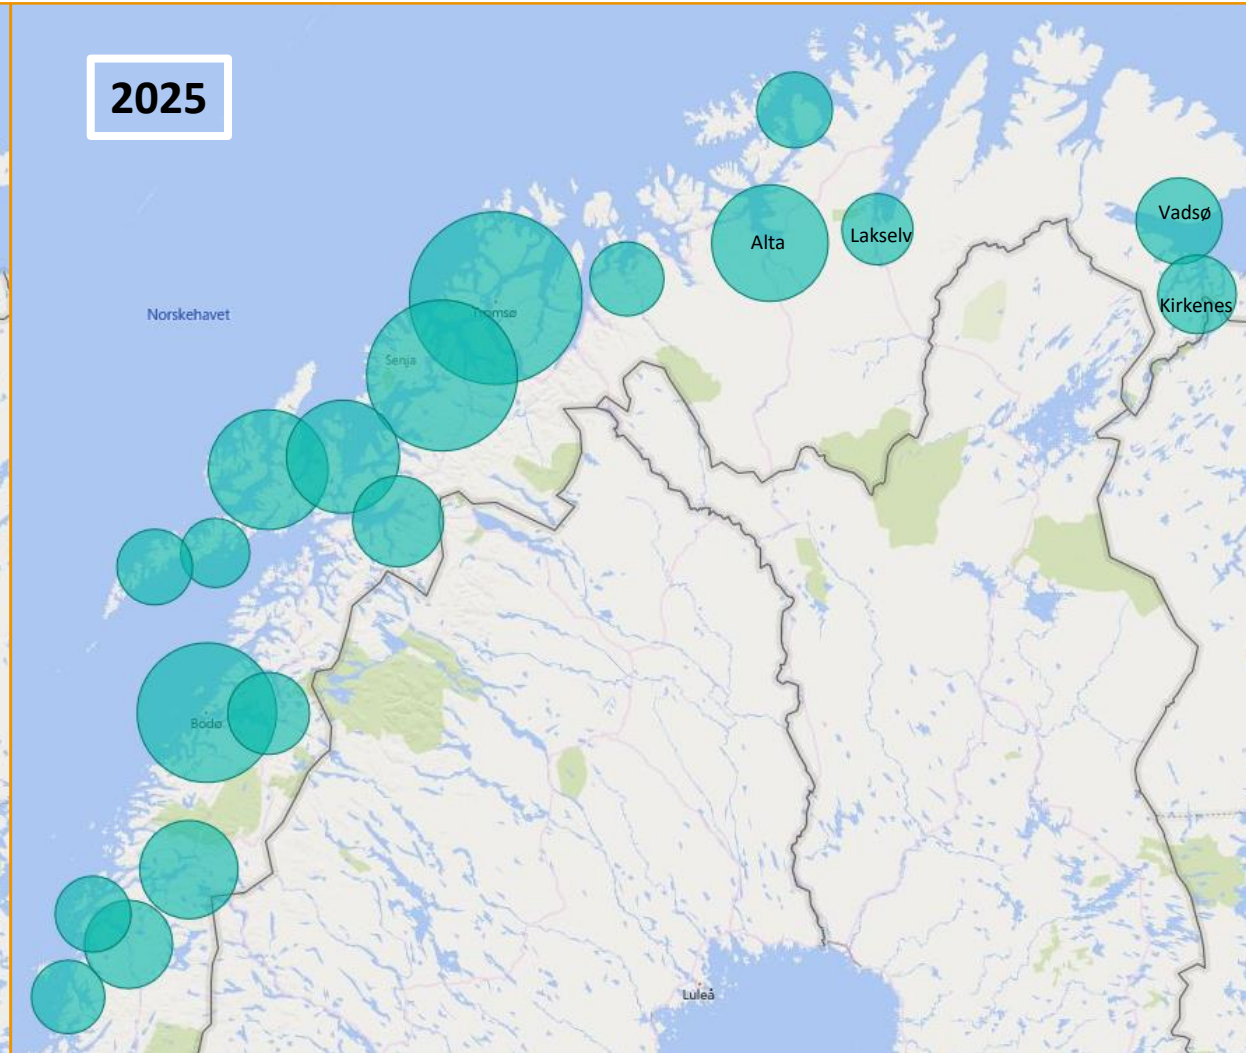 2025
Vadsø
Alta
Lakselv
Kirkenes
Norskehavet
Tromsø
Senja
Bodø
Luleå